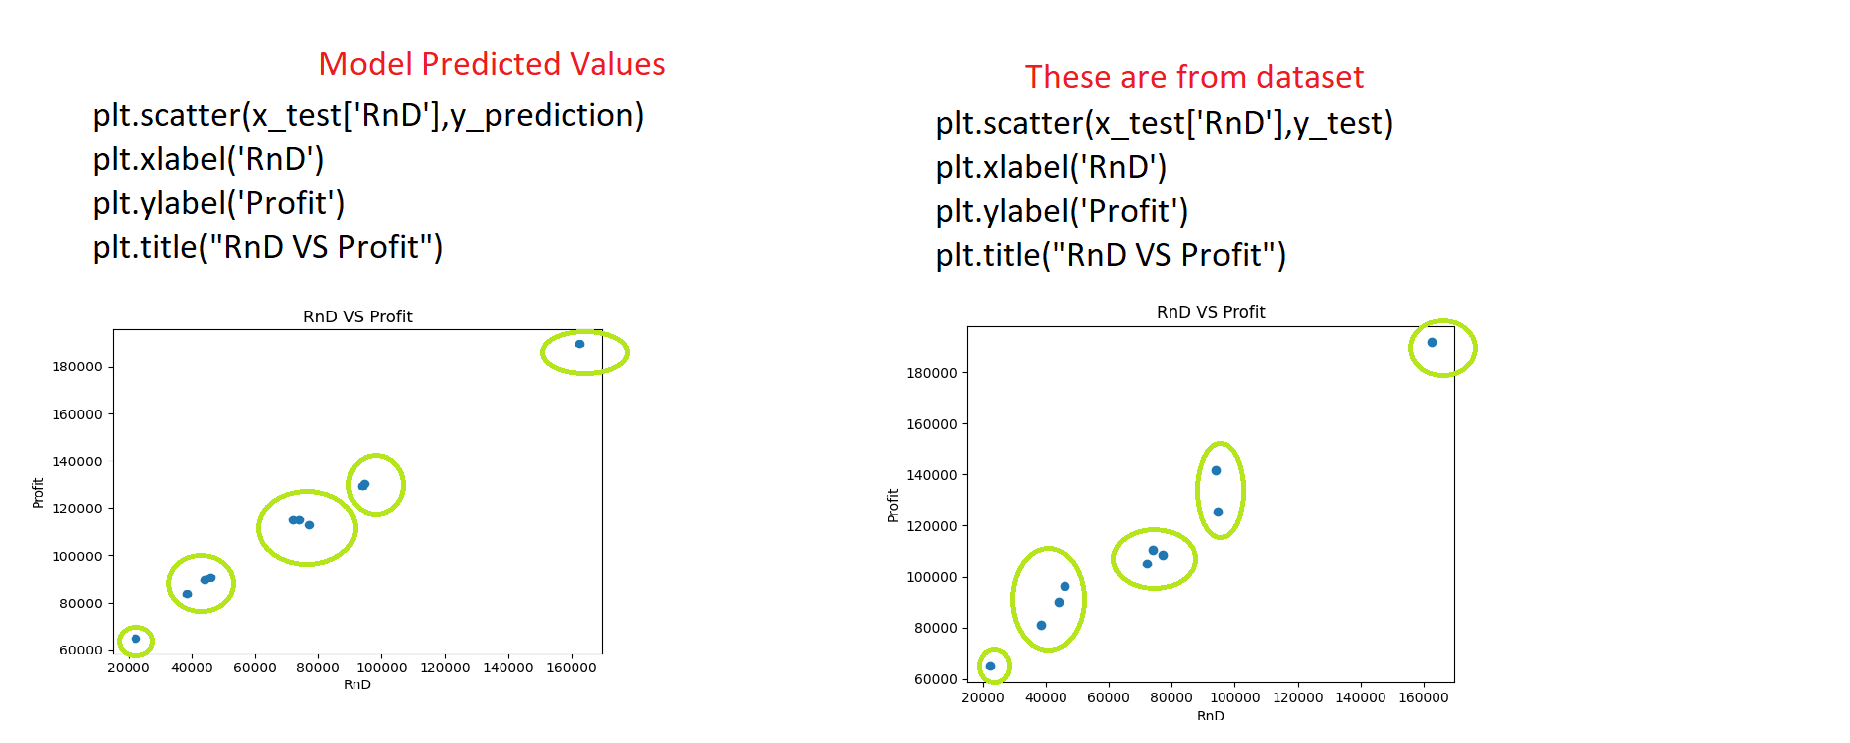 Model Predicted Values
plt.scatter(x_test['RnD'],y_prediction)
plt.xlabel('RnD')
plt.ylabel('Profit')
plt.title("RnD VS Profit")
RnD VS Profit
180000
160000
140000
120000
100000
80000
60000
Profit
20000 40000 60000 80000 100000 120000 140000 160000
RnD
These are from dataset
plt.scatter(x_test['RnD'],y_test)
plt.xlabel('RnD')
plt.ylabel('Profit')
plt.title("RnD VS Profit")
RnD VS Profit
180000
160000
140000
120000
100000
80000
60000
Profit
20000 40000 60000 80000 100000 120000 140000 160000
RnD